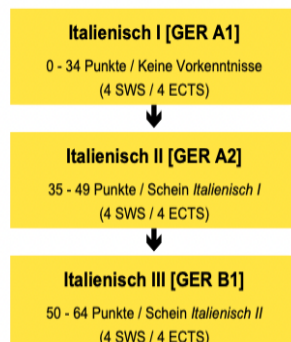 Italienisch I [GER A1]
0 - 34 Punkte / Keine Vorkenntnisse
(4 SWS / 4 ECTS)
Italienisch II [GER A2]
35 - 49 Punkte / Schein Italienisch I
(4 SWS / 4 ECTS)
Italienisch III [GER B1]
50 - 64 Punkte / Schein Italienisch II
(4 SWS / 4 ECTS)